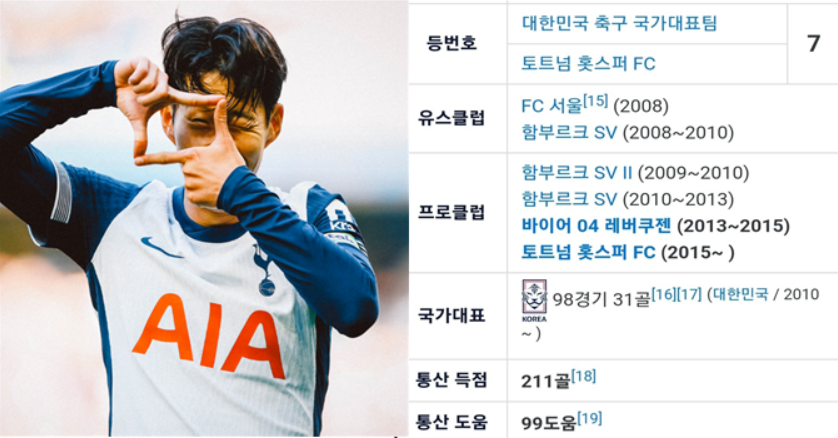 AIA
등번호
대한민국 축구 국가대표팀
토트넘 홋스퍼 FC
7
유스클럽
FC 서울[15] (2008)
함부르크 SV (2008~2010)
프로클럽
함부르크 SV II (2009~2010)
함부르크 SV (2010~2013)
바이어 04 레버쿠젠 (2013~2015)
토트넘 홋스퍼 FC (2015~ )
국가대표
KOREA
98경기 31골[16][17] (대한민국 / 2010
~ )
통산 득점
211골[18]
통산 도움
99도움[19]